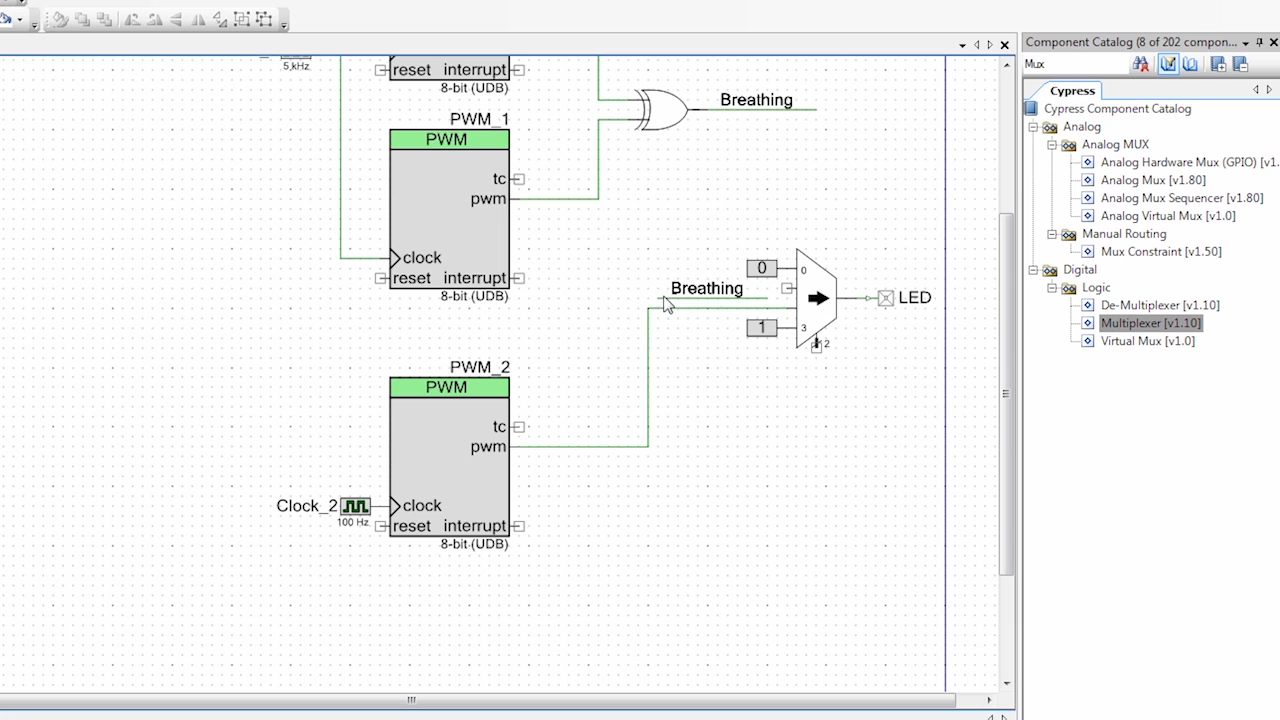 Component Catalog (8 of 202 compon...
Mux
Cypress
Cypress Component Catalog
Analog
Analog MUX
Analog Hardware Mux (GPIO) [v1.
Analog Mux [v1.80]
Analog Mux Sequencer [v1.80]
Analog Virtual Mux [v1.0]
Manual Routing
Mux Constraint [v1.50]
Digital
Logic
De-Multiplexer [v1.10]
Multiplexer [v1.10]
Virtual Mux [v1.0]
5 kHz
reset interrupt
8-bit (UDB)
Breathing
PWM_1
PWM
tc
pwm
clock
reset interrupt
8-bit (UDB)
0 0
Breathing
LED
1 3
2
PWM_2
PWM
tc
pwm
Clock_2 clock
100 Hz
reset interrupt
8-bit (UDB)